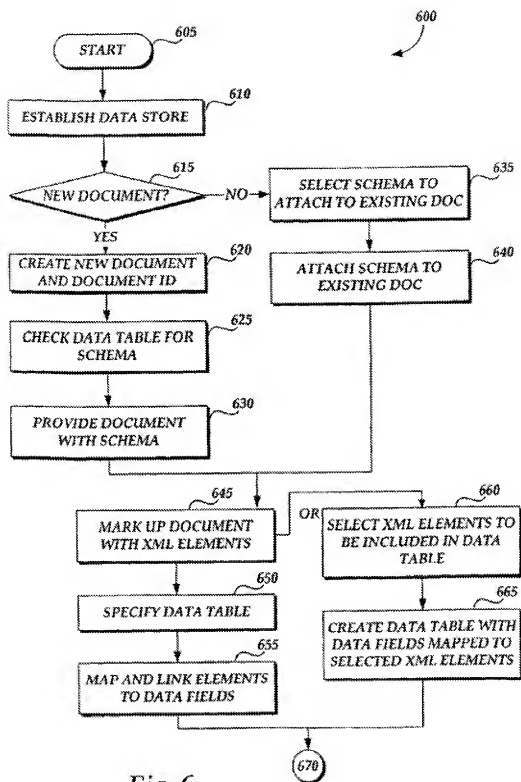 600
START
605
ESTABLISH DATA STORE
610
NEW DOCUMENT?
615
NO
YES
SELECT SCHEMA TO
ATTACH TO EXISTING DOC
635
CREATE NEW DOCUMENT
AND DOCUMENT ID
620
ATTACH SCHEMA TO
EXISTING DOC
640
CHECK DATA TABLE FOR
SCHEMA
625
PROVIDE DOCUMENT
WITH SCHEMA
630
MARK UP DOCUMENT
WITH XML ELEMENTS
645
OR
SELECT XML ELEMENTS TO
BE INCLUDED IN DATA
TABLE
660
SPECIFY DATA TABLE
650
CREATE DATA TABLE WITH
DATA FIELDS MAPPED TO
SELECTED XML ELEMENTS
665
MAP AND LINK ELEMENTS
TO DATA FIELDS
655
670